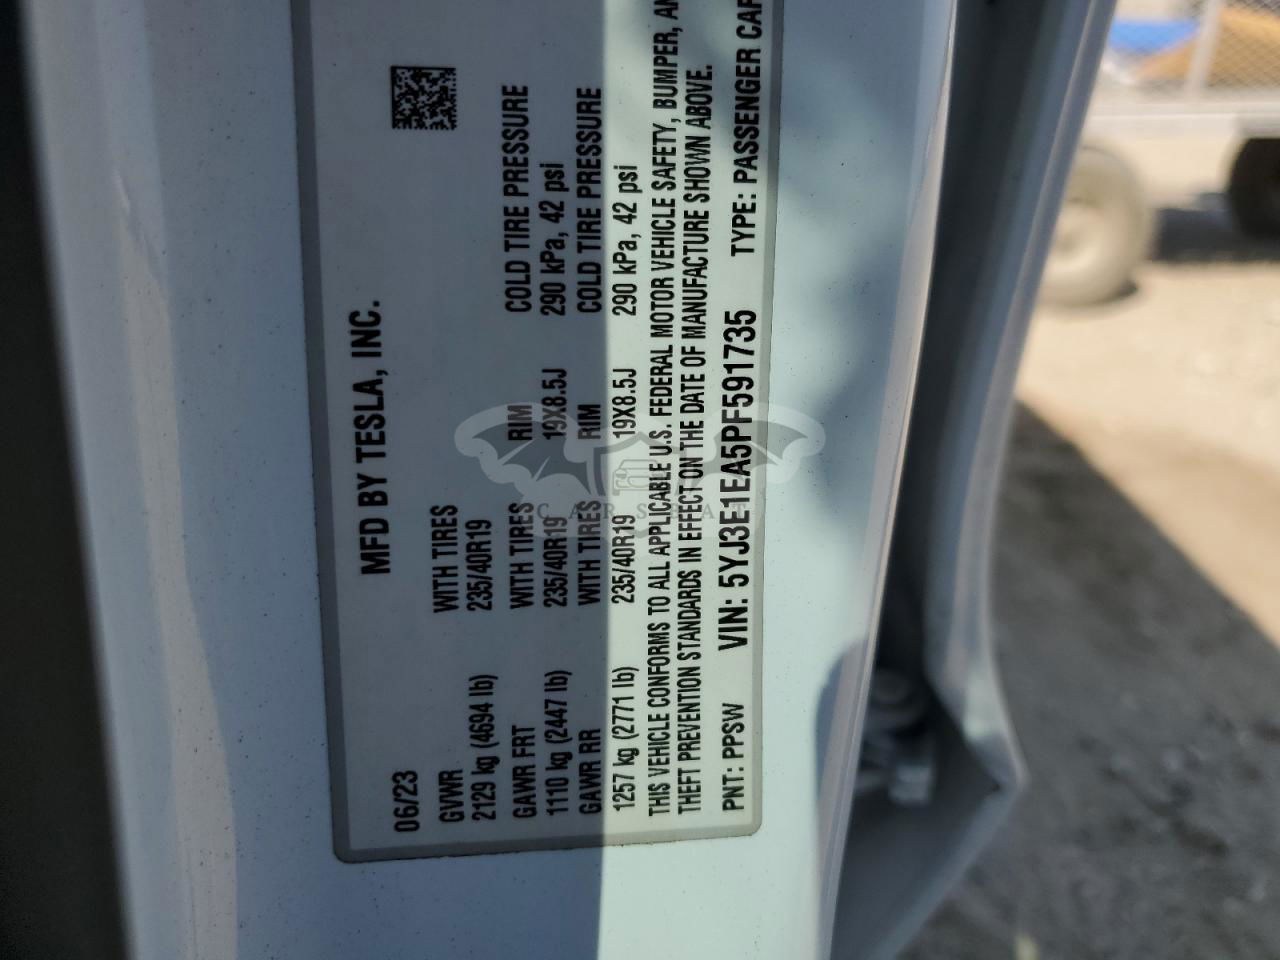 MFD BY TESLA, INC.
06/23
GVWR
2129 kg (4694 lb)
WITH TIRES
235/40R19
GAWR FRT
1110 kg (2447 lb)
WITH TIRES
235/40R19
RIM
19X8.5J
COLD TIRE PRESSURE
290 kPa, 42 psi
GAWR RR
1257 kg (2771 lb)
WITH TIRES
235/40R19
RIM
19X8.5J
COLD TIRE PRESSURE
290 kPa, 42 psi
THIS VEHICLE CONFORMS TO ALL APPLICABLE U.S. FEDERAL MOTOR VEHICLE SAFETY, BUMPER,
THEFT PREVENTION STANDARDS IN EFFECT ON THE DATE OF MANUFACTURE SHOWN ABOVE.
PNT: PPSW VIN: 5YJ3E1EA5PF591735 TYPE: PASSENGER CAR